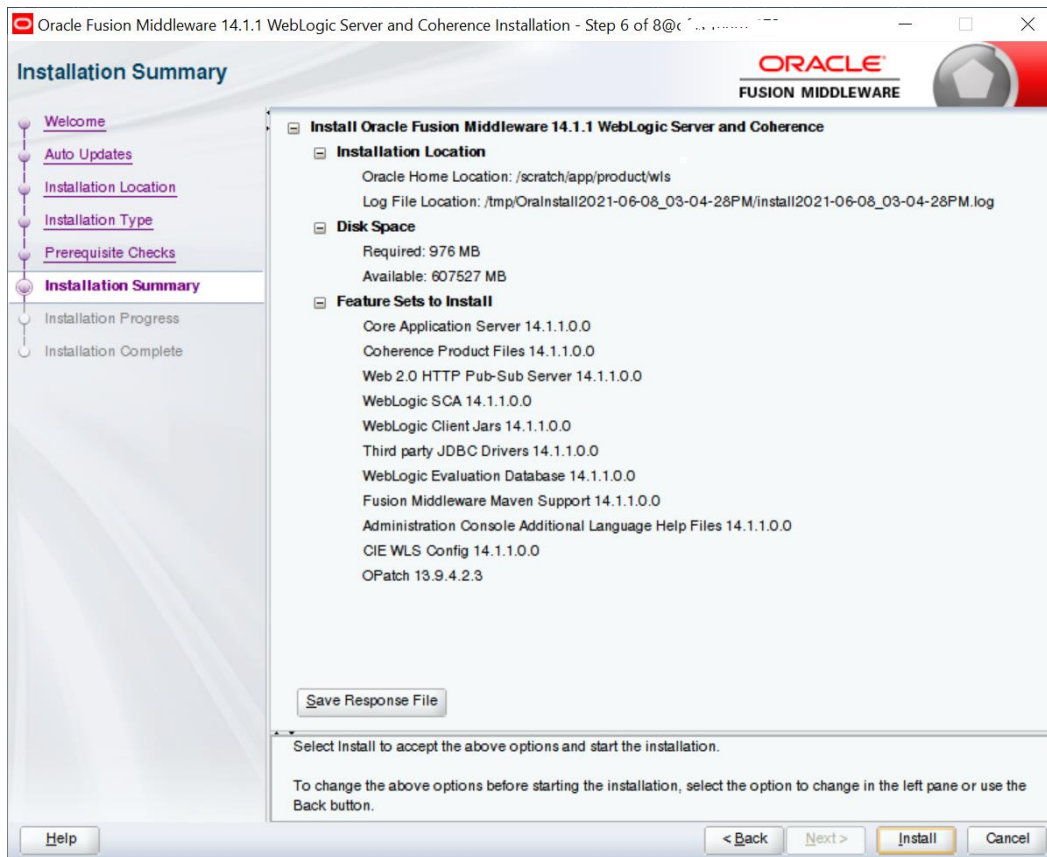 Oracle Fusion Middleware 14.1.1 WebLogic Server and Coherence Installation - Step 6 of 8@
Installation Summary
ORACLE
FUSION MIDDLEWARE
Welcome
Auto Updates
Installation Location
Installation Type
Prerequisite Checks
Installation Summary
Installation Progress
Installation Complete
Install Oracle Fusion Middleware 14.1.1 WebLogic Server and Coherence
Installation Location
Oracle Home Location: /scratch/app/product/wls
Log File Location: /tmp/OraInstall2021-06-08_03-04-28PM/install2021-06-08_03-04-28PM.log
Disk Space
Required: 976 MB
Available: 607527 MB
Feature Sets to Install
Core Application Server 14.1.1.0.0
Coherence Product Files 14.1.1.0.0
Web 2.0 HTTP Pub-Sub Server 14.1.1.0.0
WebLogic SCA 14.1.1.0.0
WebLogic Client Jars 14.1.1.0.0
Third party JDBC Drivers 14.1.1.0.0
WebLogic Evaluation Database 14.1.1.0.0
Fusion Middleware Maven Support 14.1.1.0.0
Administration Console Additional Language Help Files 14.1.1.0.0
CIE WLS Config 14.1.1.0.0
OPatch 13.9.4.2.3
Save Response File
Select Install to accept the above options and start the installation.
To change the above options before starting the installation, select the option to change in the left pane or use the
Back button.
Help
< Back
Next >
Install
Cancel